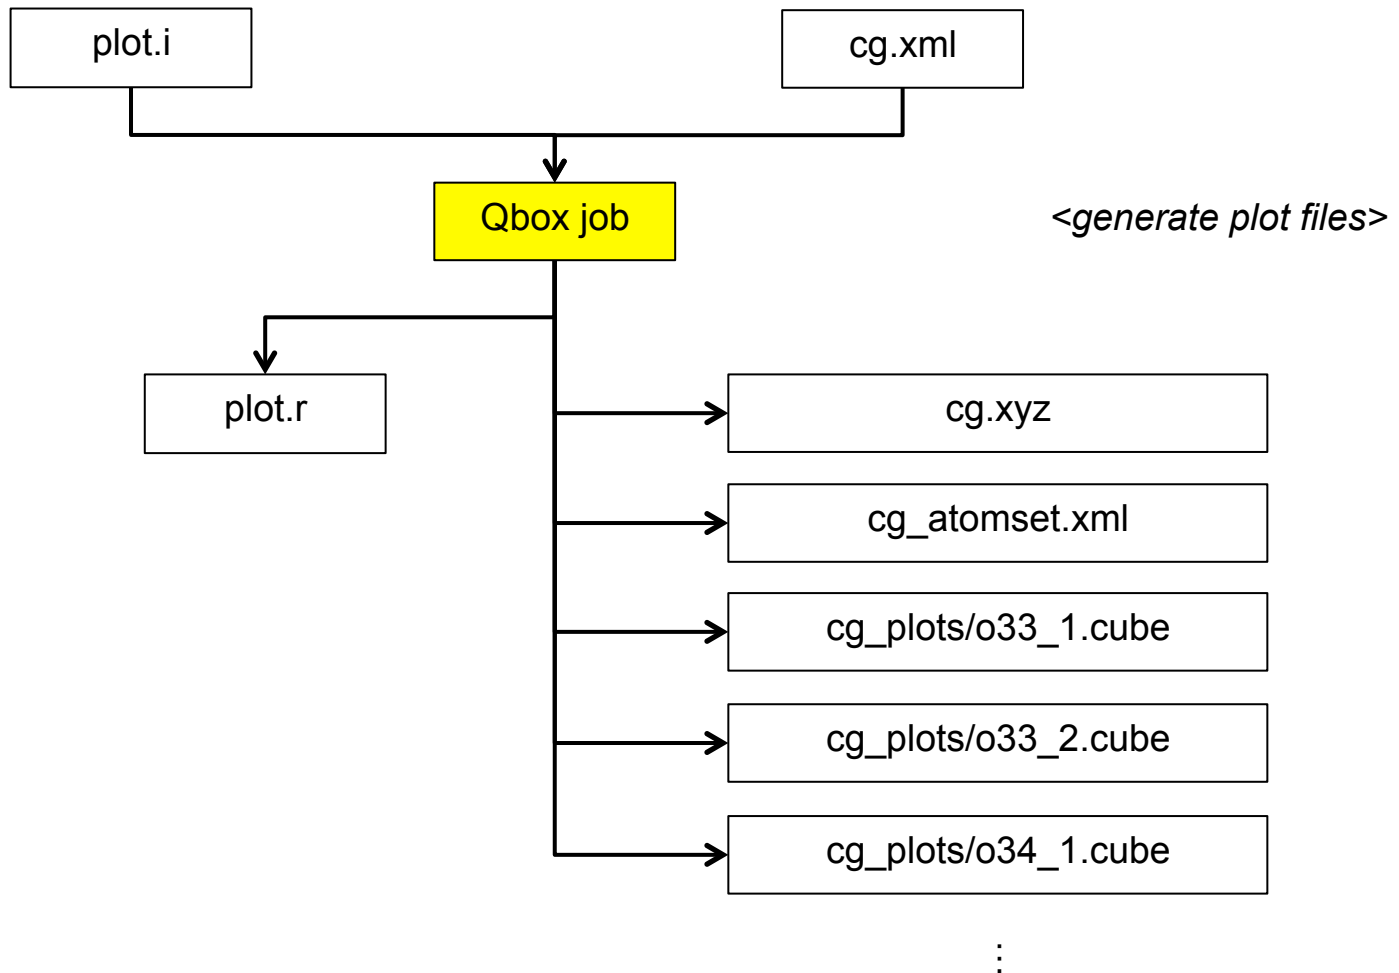 plot.i
cg.xml
Qbox job
<generate plot files>
plot.r
cg.xyz
cg_atomset.xml
cg_plots/o33_1.cube
cg_plots/o33_2.cube
cg_plots/o34_1.cube
⋮